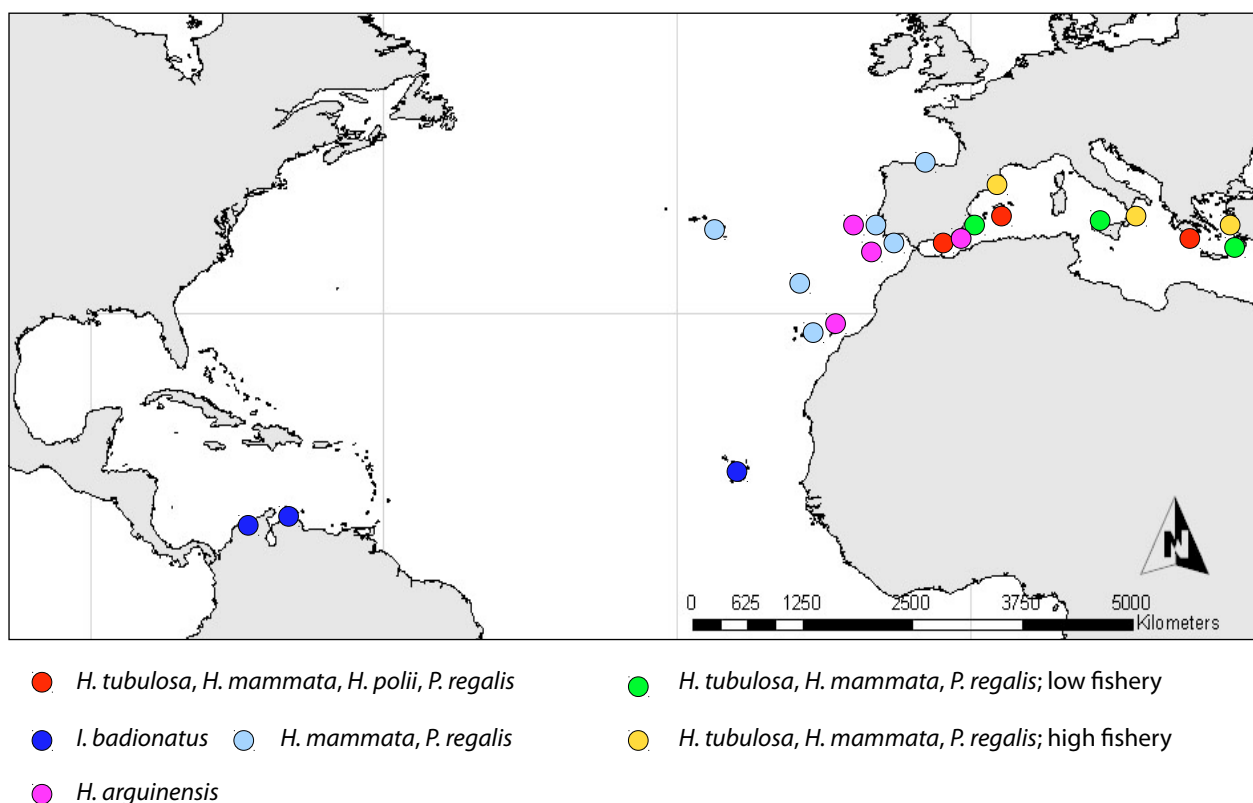 N
0 625 1250 2500 3750 5000
Kilometers
H. tubulosa, H. mammata, H. polii, P. regalis
H. tubulosa, H. mammata, P. regalis; low fishery
I. badionatus
H. mammata, P. regalis
H. tubulosa, H. mammata, P. regalis; high fishery
H. arguinensis